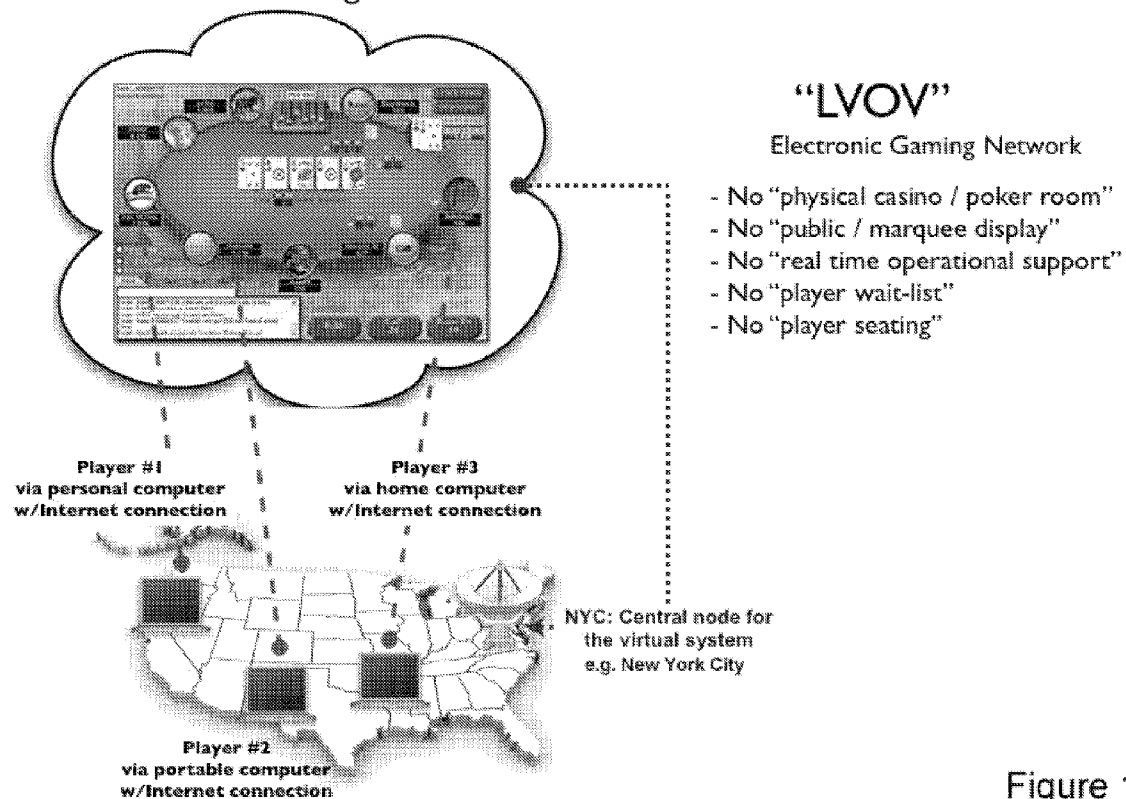 “LVOV”
Electronic Gaming Network
- No “physical casino / poker room”
- No “public / marquee display”
- No “real time operational support”
- No “player wait-list”
- No “player seating”
Player #1
via personal computer
w/Internet connection
Player #3
via home computer
w/Internet connection
NYC: Central node for
the virtual system
e.g. New York City
Player #2
via portable computer
w/Internet connection
Figure 1